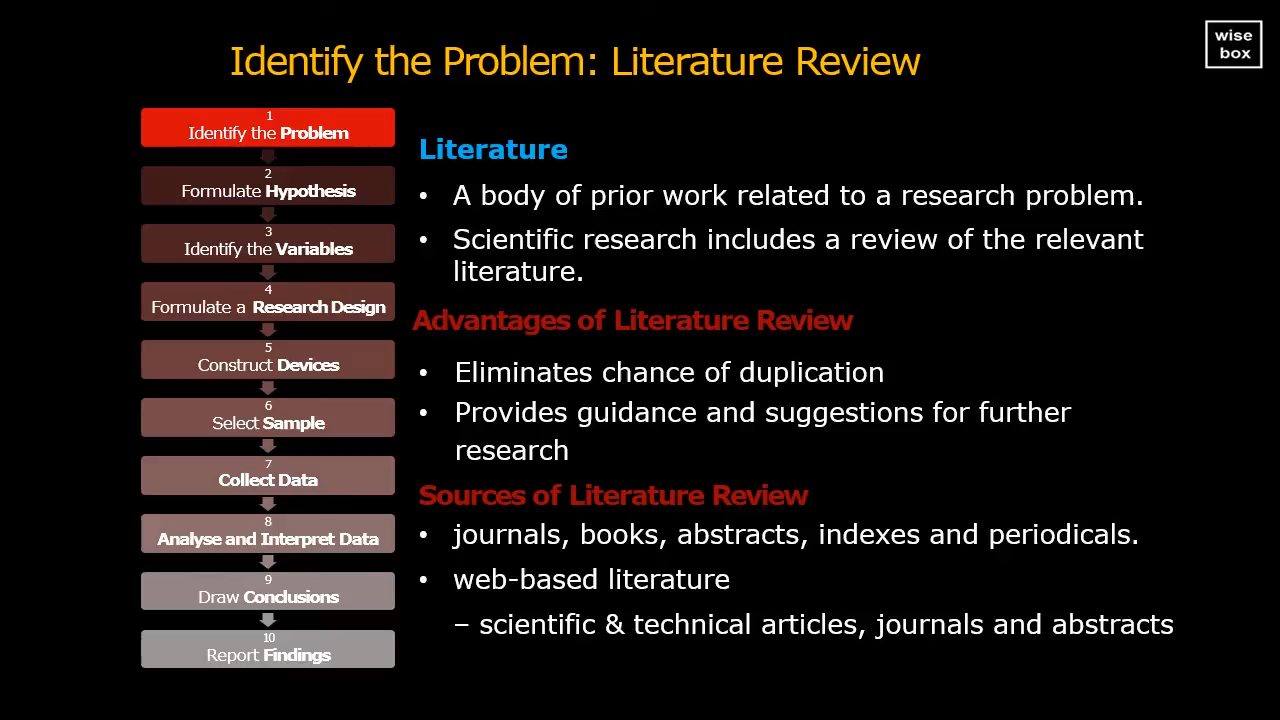 Identify the Problem: Literature Review
wise
box
1
Identify the Problem
2
Formulate Hypothesis
3
Identify the Variables
4
Formulate a Research Design
5
Construct Devices
6
Select Sample
7
Collect Data
8
Analyse and Interpret Data
9
Draw Conclusions
10
Report Findings
Literature
• A body of prior work related to a research problem.
• Scientific research includes a review of the relevant
literature.
Advantages of Literature Review
• Eliminates chance of duplication
• Provides guidance and suggestions for further
research
Sources of Literature Review
• journals, books, abstracts, indexes and periodicals.
• web-based literature
– scientific & technical articles, journals and abstracts